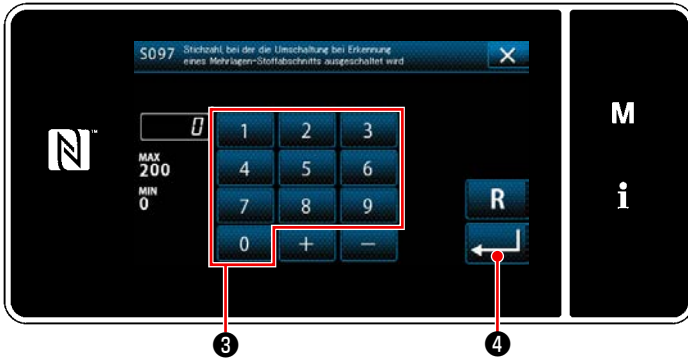 S097 Stichzahl, bei der die Umschaltung bei Erkennung
eines Mehrlagen-Stoffabschnitts ausgeschaltet wird
0
MAX
200
MIN
0
1 2 3
4 5 6
7 8 9
0 + −
R
M
i
N™
❸ ❹